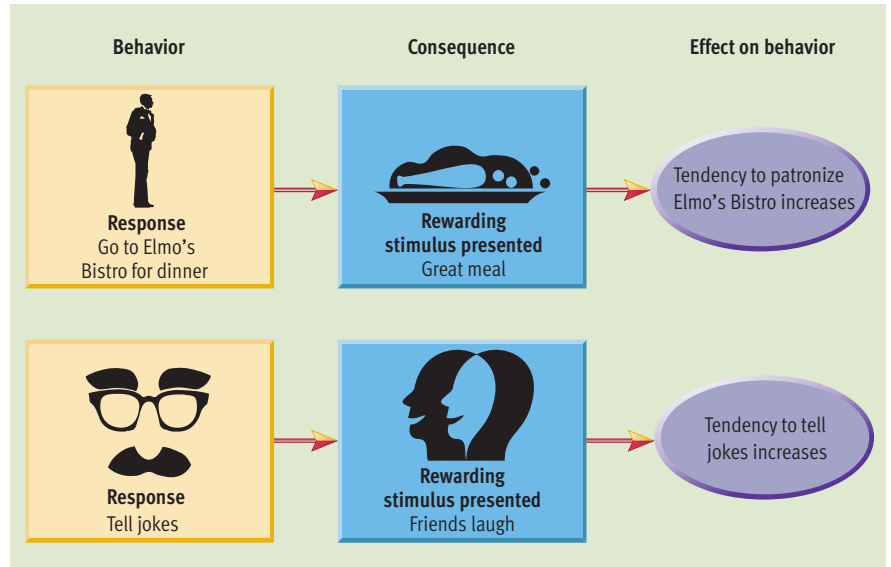 Behavior
Consequence
Effect on behavior
Response
Go to Elmo's
Bistro for dinner
Rewarding
stimulus presented
Great meal
Tendency to patronize
Elmo's Bistro increases
Response
Tell jokes
Rewarding
stimulus presented
Friends laugh
Tendency to tell
jokes increases